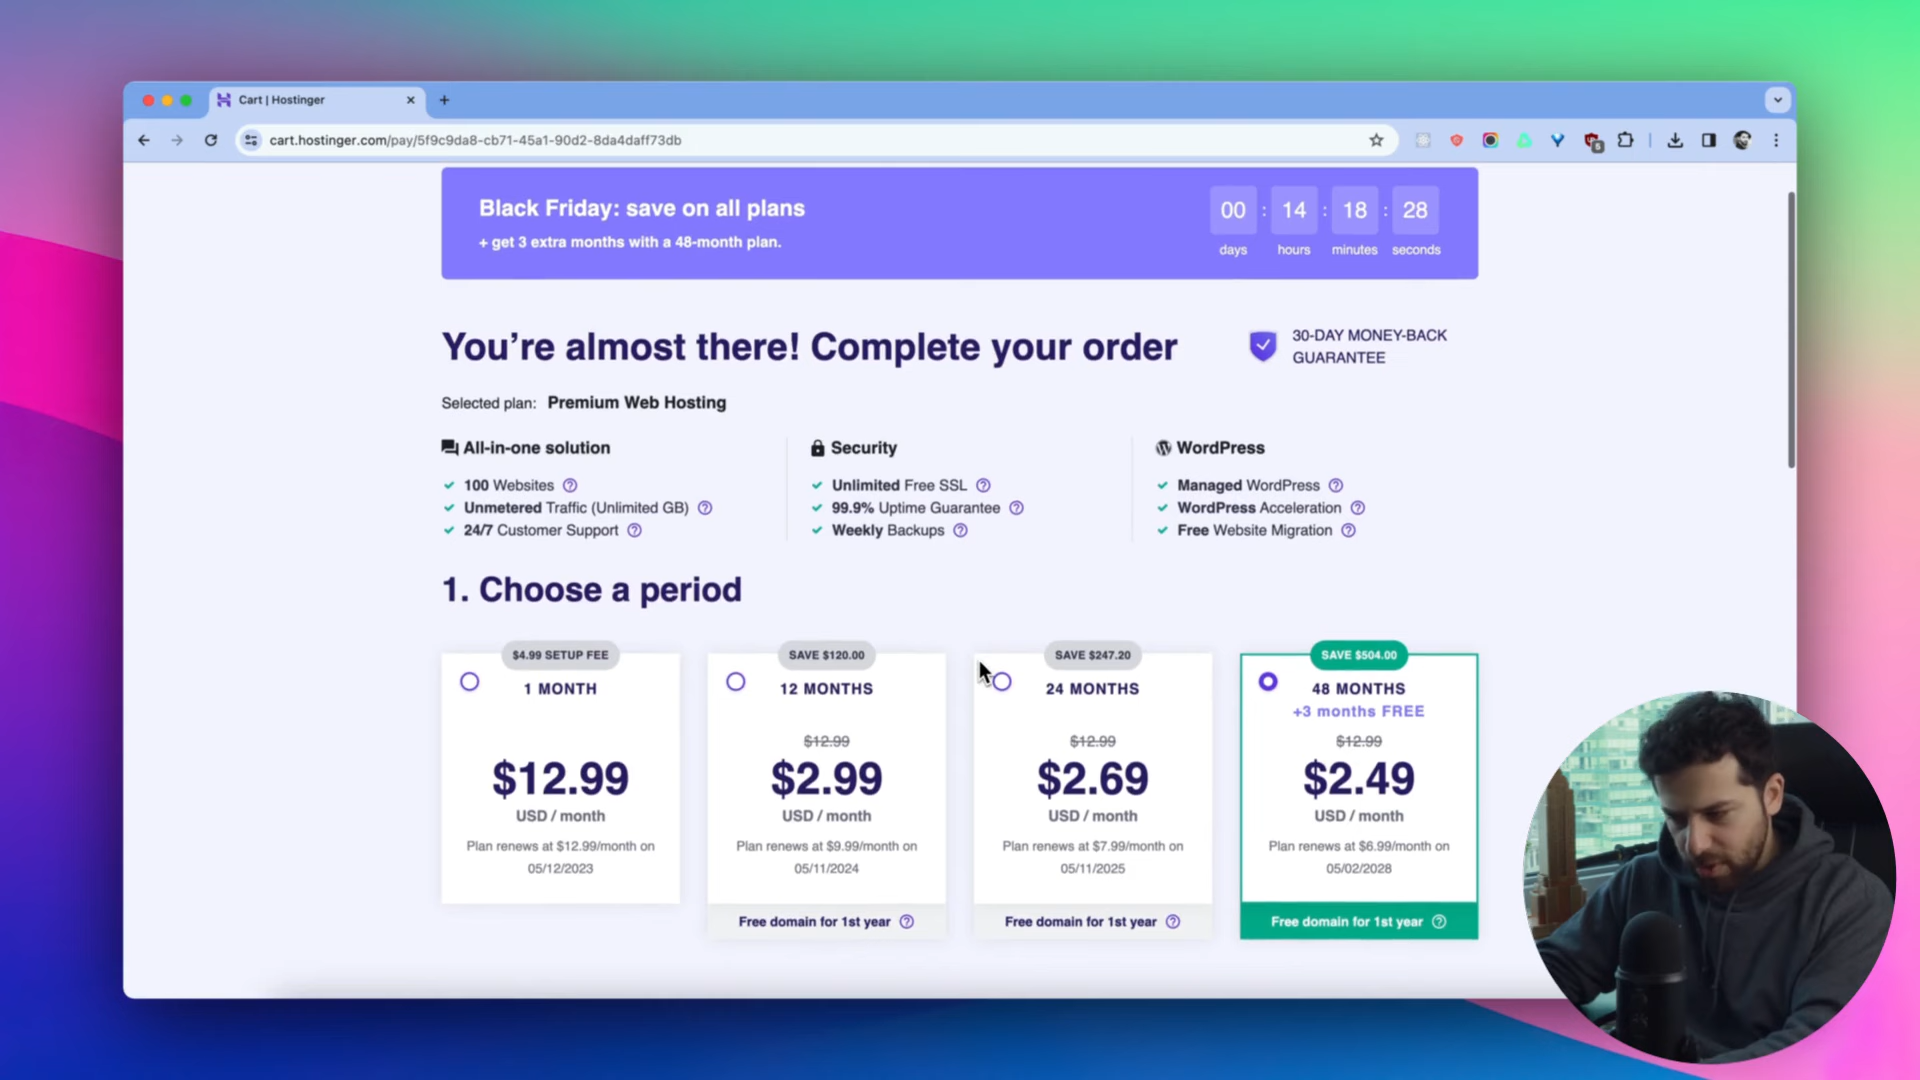 Cart | Hostinger
cart.hostinger.com/pay/5f9c9da8-cb71-45a1-90d2-8da4daff73db
5
Black Friday: save on all plans
+ get 3 extra months with a 48-month plan.
00 : 14 : 18 : 28
days hours minutes seconds
You’re almost there! Complete your order
30-DAY MONEY-BACK
GUARANTEE
Selected plan: Premium Web Hosting
All-in-one solution
100 Websites
Unmetered Traffic (Unlimited GB)
24/7 Customer Support
Security
Unlimited Free SSL
99.9% Uptime Guarantee
Weekly Backups
WordPress
Managed WordPress
WordPress Acceleration
Free Website Migration
1. Choose a period
$4.99 SETUP FEE
1 MONTH
$12.99
USD / month
Plan renews at $12.99/month on
05/12/2023
SAVE $120.00
12 MONTHS
$12.99
$2.99
USD / month
Plan renews at $9.99/month on
05/11/2024
Free domain for 1st year
SAVE $247.20
24 MONTHS
$12.99
$2.69
USD / month
Plan renews at $7.99/month on
05/11/2025
Free domain for 1st year
SAVE $504.00
48 MONTHS
+3 months FREE
$12.99
$2.49
USD / month
Plan renews at $6.99/month on
05/02/2028
Free domain for 1st year